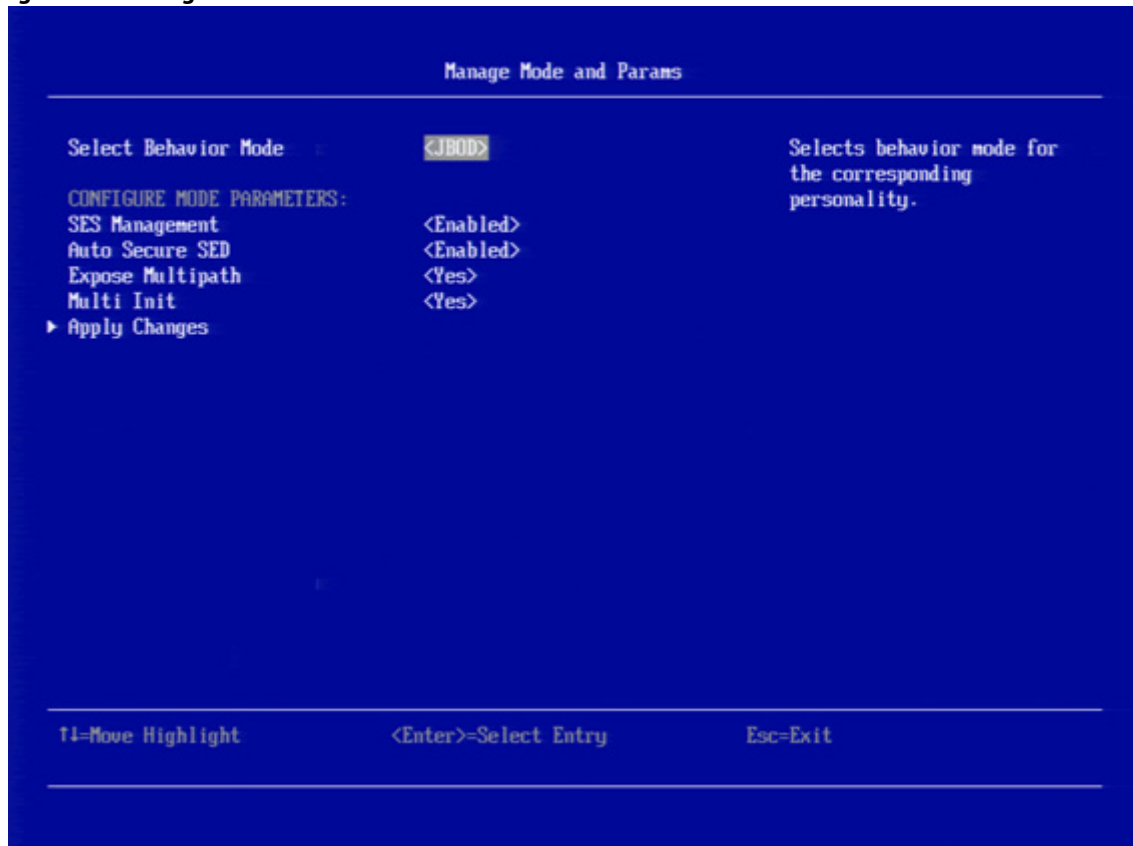 Manage Mode and Params
Select Behavior Mode <JBOD> Selects behavior mode for
the corresponding
CONFIGURE MODE PARAMETERS: personality.
SES Management <Enabled>
Auto Secure SED <Enabled>
Expose Multipath <Yes>
Multi Init <Yes>
▶ Apply Changes
↑↓=Move Highlight <Enter>=Select Entry Esc=Exit